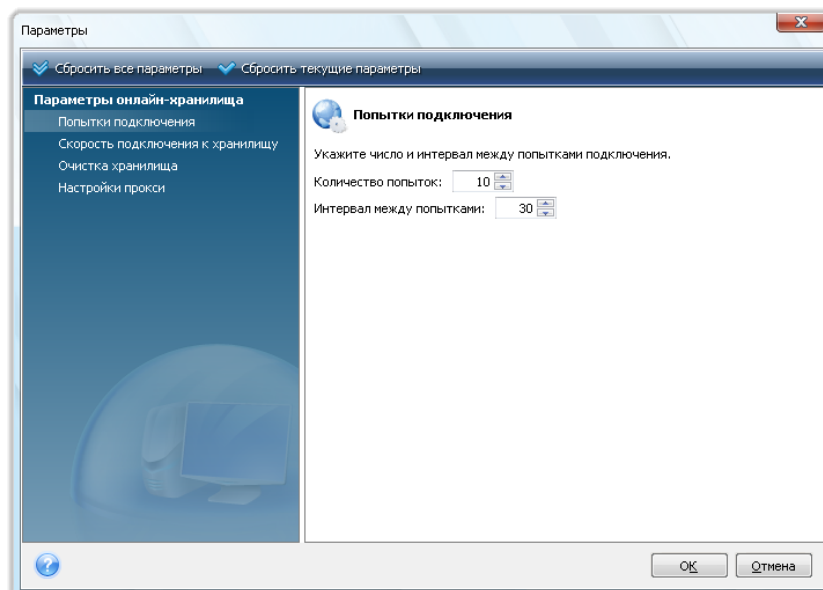 Параметры
Сбросить все параметры Сбросить текущие параметры
Параметры онлайн-хранилища
Попытки подключения
Скорость подключения к хранилищу
Очистка хранилища
Настройки прокси
Попытки подключения
Укажите число и интервал между попытками подключения.
Количество попыток: 10
Интервал между попытками: 30
ОК Отмена